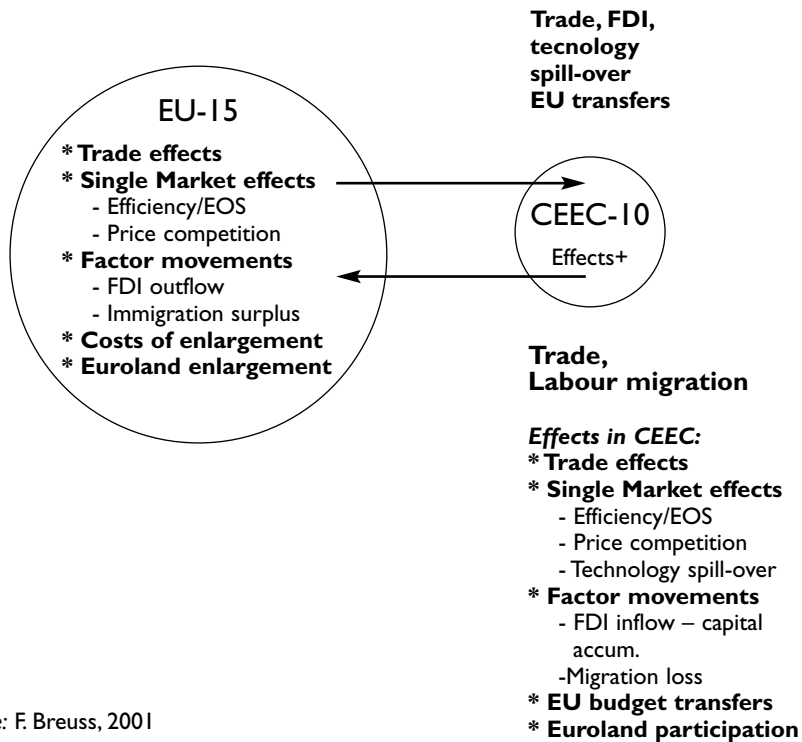 Trade, FDI,
tecnology
spill-over
EU transfers
EU-15
* Trade effects
* Single Market effects
- Efficiency/EOS
- Price competition
* Factor movements
- FDI outflow
- Immigration surplus
* Costs of enlargement
* Euroland enlargement
CEEC-10
Effects+
Trade,
Labour migration
Effects in CEEC:
* Trade effects
* Single Market effects
- Efficiency/EOS
- Price competition
- Technology spill-over
* Factor movements
- FDI inflow – capital
accum.
-Migration loss
* EU budget transfers
* Euroland participation
: F. Breuss, 2001